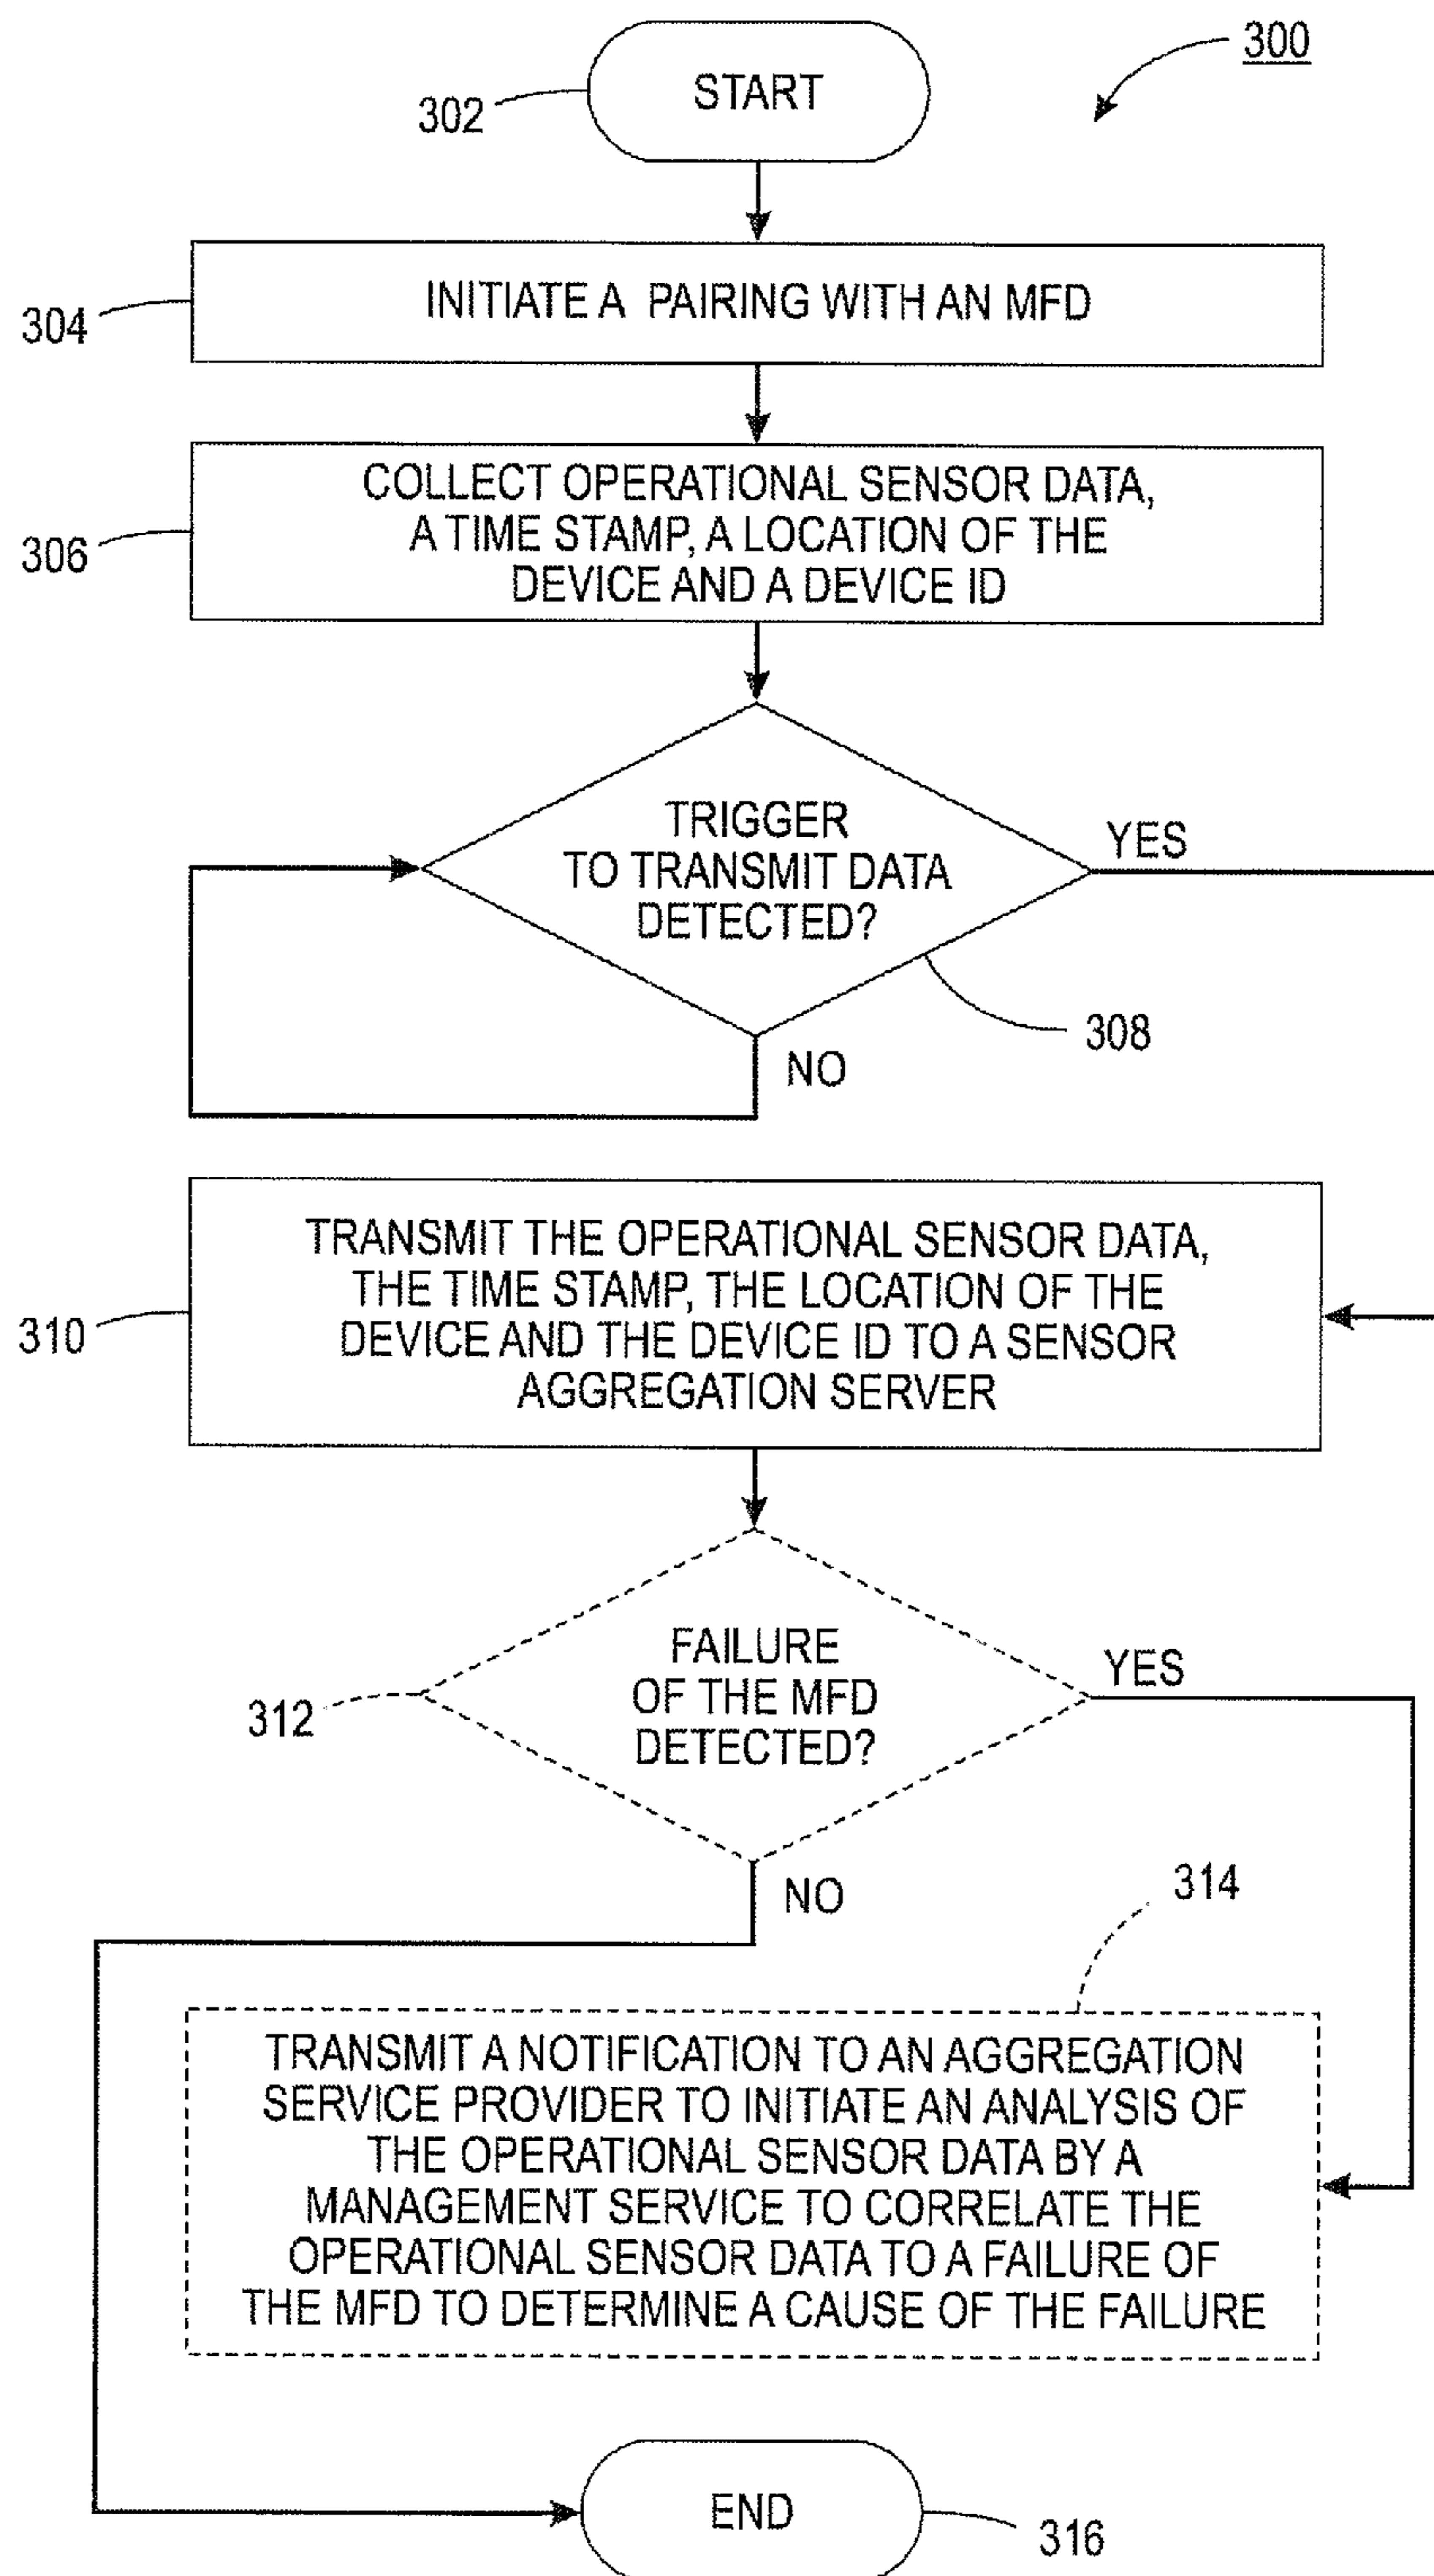 300
START
302
INITIATE A PAIRING WITH AN MFD
304
COLLECT OPERATIONAL SENSOR DATA,
A TIME STAMP, A LOCATION OF THE
DEVICE AND A DEVICE ID
306
TRIGGER
TO TRANSMIT DATA
DETECTED?
YES
308
NO
TRANSMIT THE OPERATIONAL SENSOR DATA,
THE TIME STAMP, THE LOCATION OF THE
DEVICE AND THE DEVICE ID TO A SENSOR
AGGREGATION SERVER
310
FAILURE
OF THE MFD
DETECTED?
YES
312
NO
314
TRANSMIT A NOTIFICATION TO AN AGGREGATION
SERVICE PROVIDER TO INITIATE AN ANALYSIS OF
THE OPERATIONAL SENSOR DATA BY A
MANAGEMENT SERVICE TO CORRELATE THE
OPERATIONAL SENSOR DATA TO A FAILURE OF
THE MFD TO DETERMINE A CAUSE OF THE FAILURE
END
316